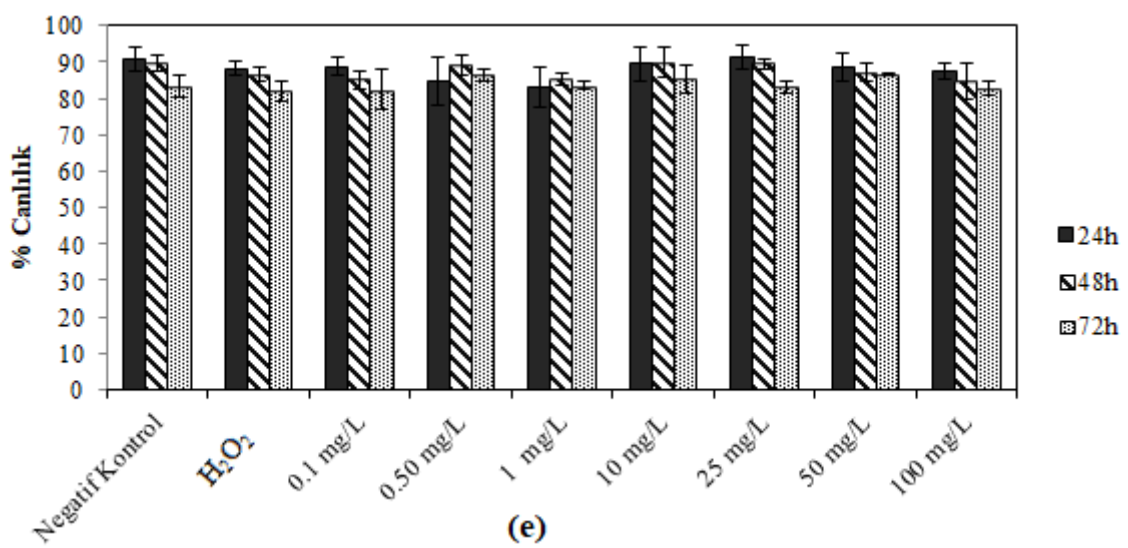 100
90
80
70
60
50
40
30
20
10
0
% Canlılık
24h
48h
72h
Negatif Kontrol
H₂O₂
0.1 mg/L
0.50 mg/L
1 mg/L
10 mg/L
25 mg/L
50 mg/L
100 mg/L
(e)